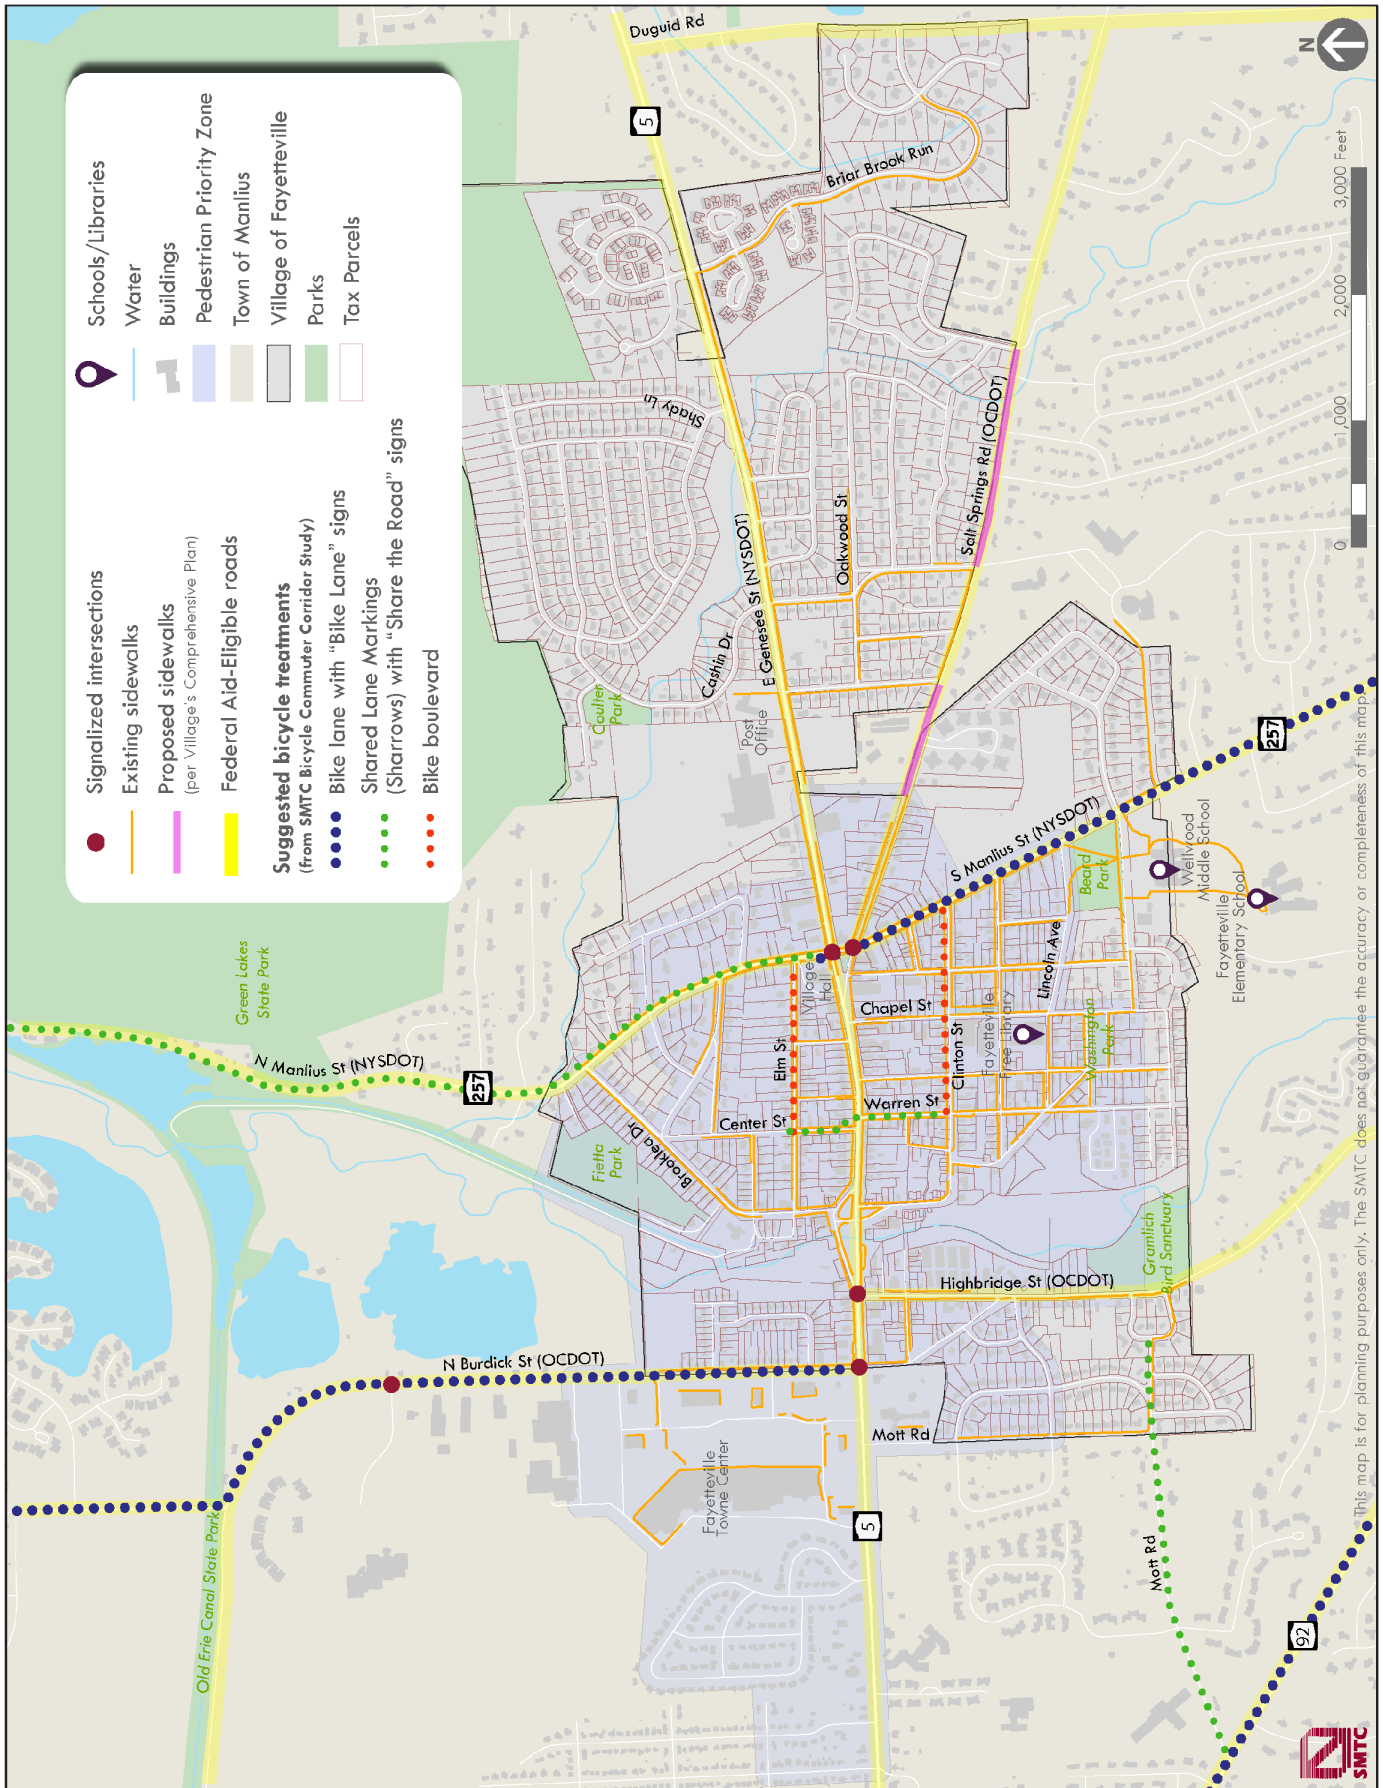 Signalized intersections
Existing sidewalks
Proposed sidewalks
(per Village's Comprehensive Plan)
Federal Aid-Eligible roads
Suggested bicycle treatments
(from SMTC Bicycle Commuter Corridor Study)
Bike lane with "Bike Lane" signs
Shared Lane Markings
(Sharrows) with "Share the Road" signs
Bike boulevard
Schools/Libraries
Water
Buildings
Pedestrian Priority Zone
Town of Manlius
Village of Fayetteville
Parks
Tax Parcels
Old Erie Canal State Park
Green Lakes
State Park
N Manlius St (NYSDOT)
257
N Burdick St (OCDOT)
Fietta
Park
Brooklea Dr
Center St
Elm St
Village
Hall
Coulter
Park
Cashin Dr
Shady Ln
Post
Office
E Genesee St (NYSDOT)
5
Duguid Rd
Briar Brook Run
Oakwood St
Salt Springs Rd (OCDOT)
Fayetteville
Towne Center
Mott Rd
5
Warren St
Chapel St
Clinton St
Fayetteville
Free Library
Lincoln Ave
Washington
Park
S Manlius St (NYSDOT)
Beard
Park
Wellwood
Middle School
Fayetteville
Elementary School
257
Highbridge St (OCDOT)
Gramlich
Bird Sanctuary
Mott Rd
92
N
0 1,000 2,000 3,000 Feet
This map is for planning purposes only. The SMTC does not guarantee the accuracy or completeness of this map.
SMTC